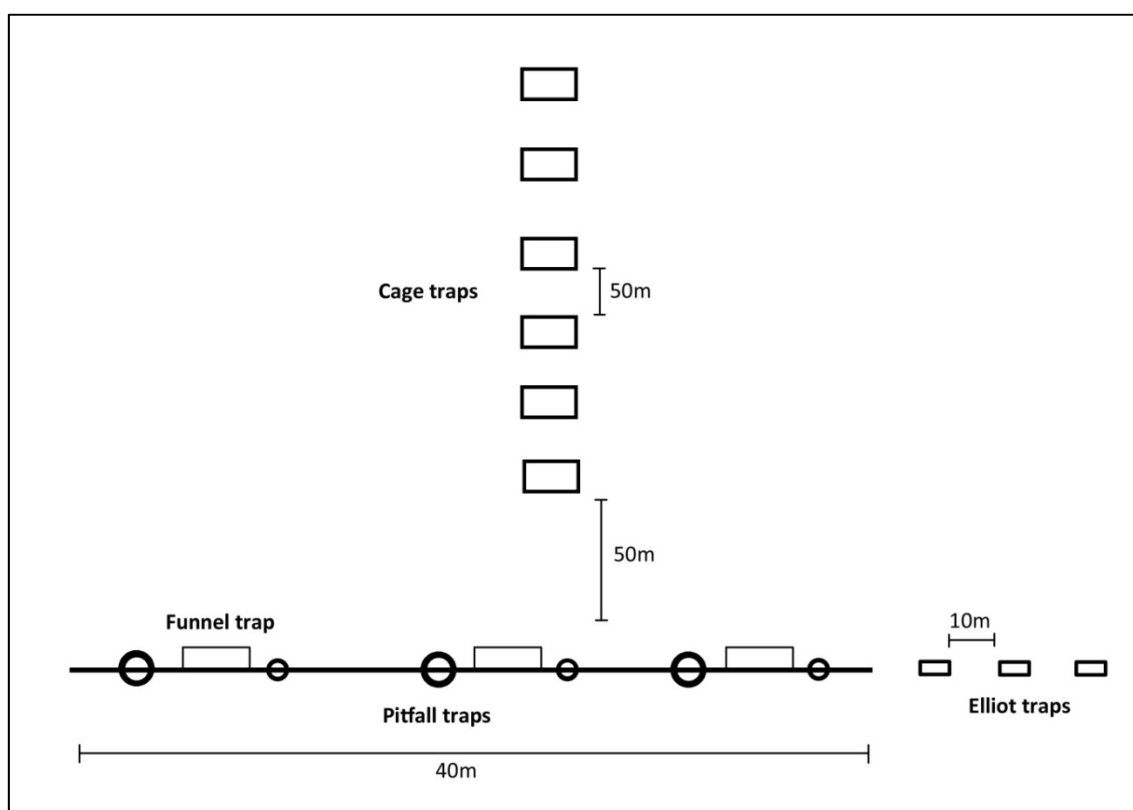 Cage traps
50m
50m
Funnel trap
10m
Pitfall traps
Elliot traps
40m